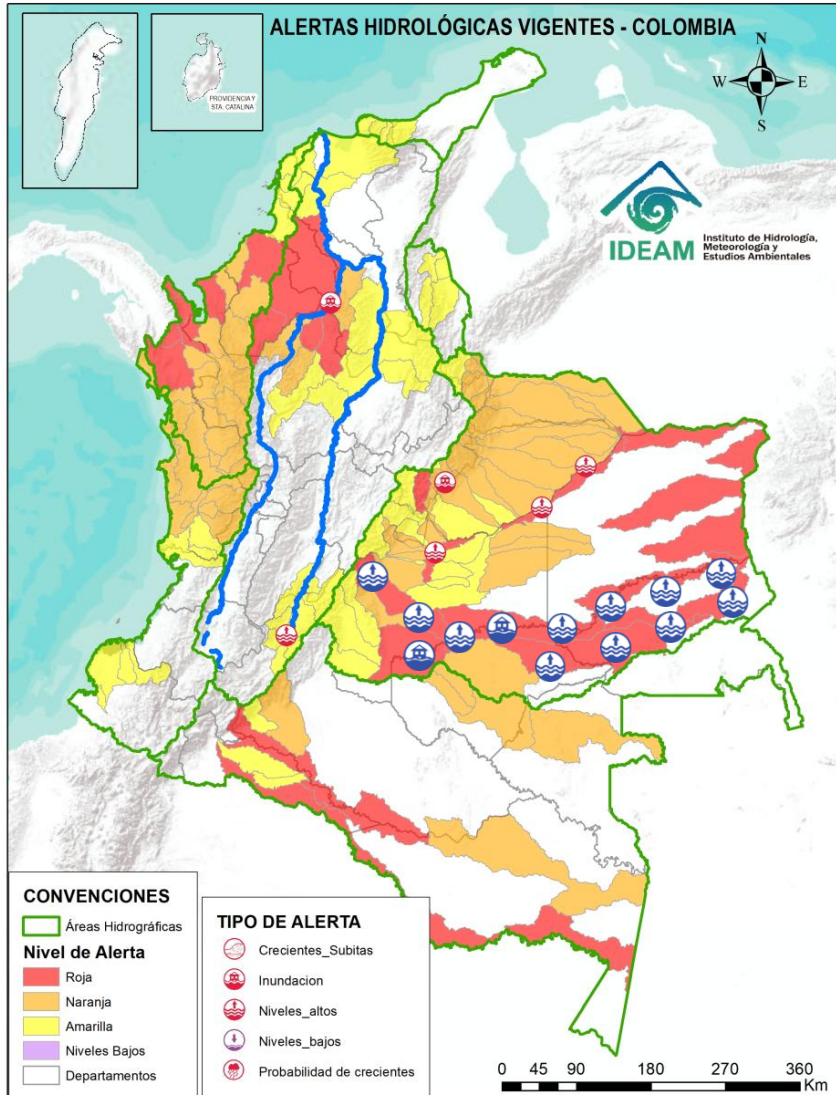 ALERTAS HIDROLÓGICAS VIGENTES - COLOMBIA
PROVIDENCIA Y
STA. CATALINA
N
W
E
S
IDEAM
Instituto de Hidrología,
Meteorología y
Estudios Ambientales
CONVENCIONES
Áreas Hidrográficas
Nivel de Alerta
Roja
Naranja
Amarilla
Niveles Bajos
Departamentos
TIPO DE ALERTA
Crecientes_Subitas
Inundacion
Niveles_altos
Niveles_bajos
Probabilidad de crecientes
0 45 90 180 270 360
Km